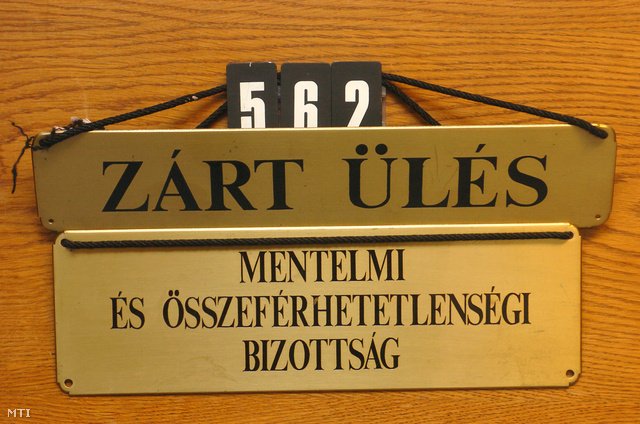 562
ZÁRT ÜLÉS
MENTELMI
ÉS ÖSSZEFÉRHETETLENSÉGI
BIZOTTSÁG
MTI